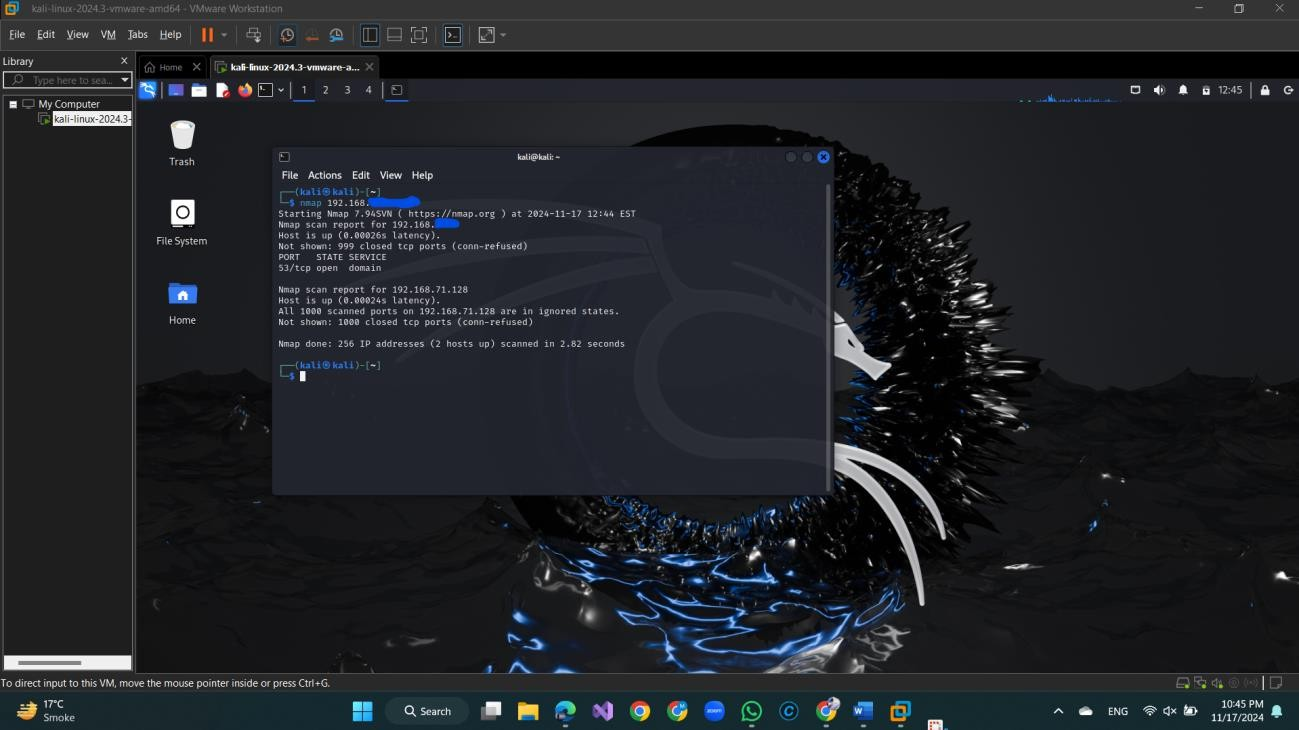 kali-linux-2024.3-vmware-amd64 - VMware Workstation
File Edit View VM Tabs Help
Library
Type here to sea...
My Computer
kali-linux-2024.3-
Home
kali-linux-2024.3-vmware-a...
1 2 3 4
12:45
Trash
File System
Home
kali@kali: ~
File Actions Edit View Help
┌──(kali㉿kali)-[~]
└─$ nmap 192.168.
Starting Nmap 7.94SVN ( https://nmap.org ) at 2024-11-17 12:44 EST
Nmap scan report for 192.168.
Host is up (0.00026s latency).
Not shown: 999 closed tcp ports (conn-refused)
PORT   STATE SERVICE
53/tcp open  domain
Nmap scan report for 192.168.71.128
Host is up (0.00024s latency).
All 1000 scanned ports on 192.168.71.128 are in ignored states.
Not shown: 1000 closed tcp ports (conn-refused)
Nmap done: 256 IP addresses (2 hosts up) scanned in 2.82 seconds
┌──(kali㉿kali)-[~]
└─$
To direct input to this VM, move the mouse pointer inside or press Ctrl+G.
17°C
Smoke
Search
zoom
ENG
10:45 PM
11/17/2024